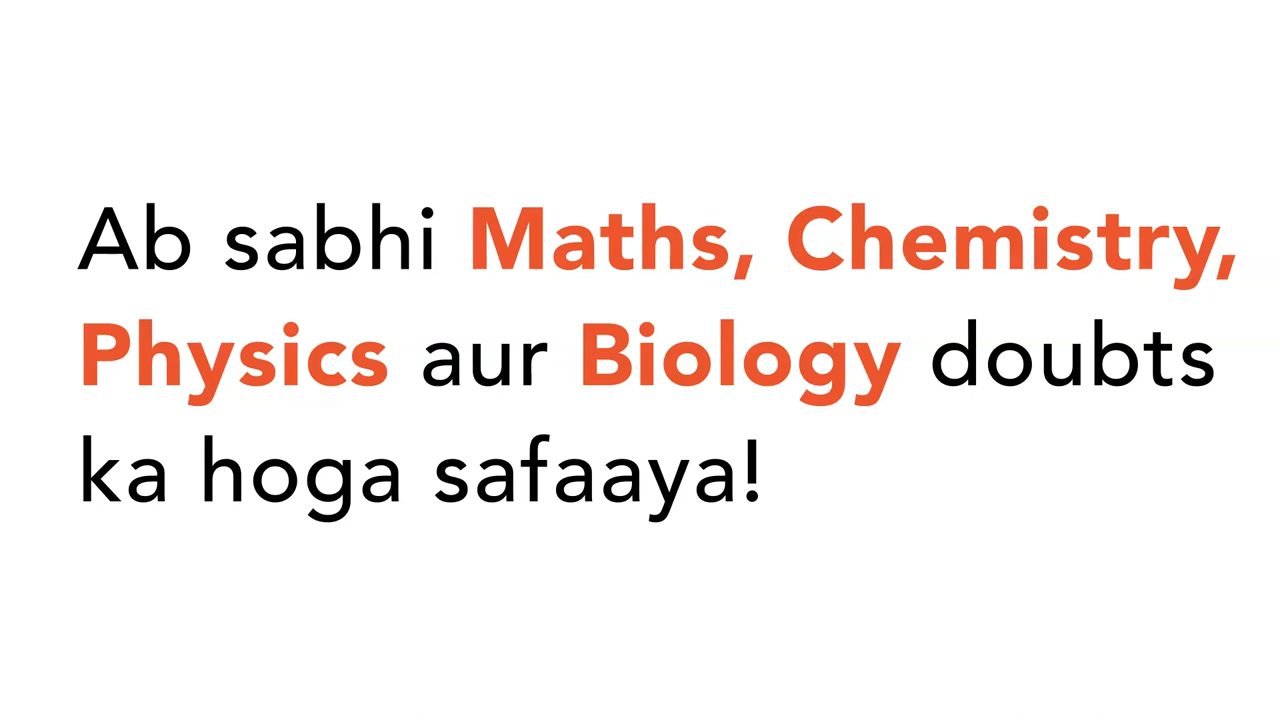 Ab sabhi Maths, Chemistry,
Physics aur Biology doubts
ka hoga safaaya!